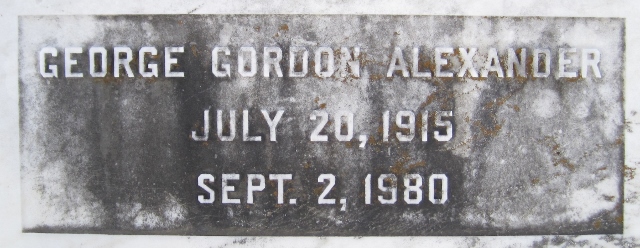 GEORGE GORDON ALEXANDER
JULY 20, 1915
SEPT. 2, 1980